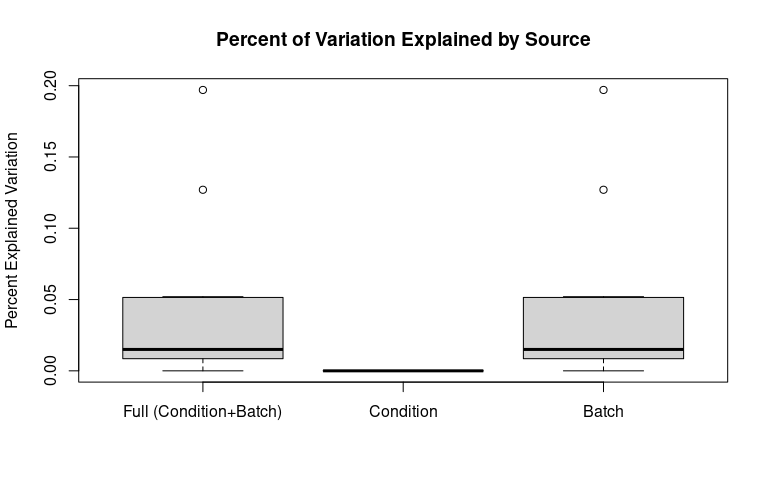 Percent of Variation Explained by Source
Percent Explained Variation
0.20
0.15
0.10
0.05
0.00
Full (Condition+Batch)
Condition
Batch